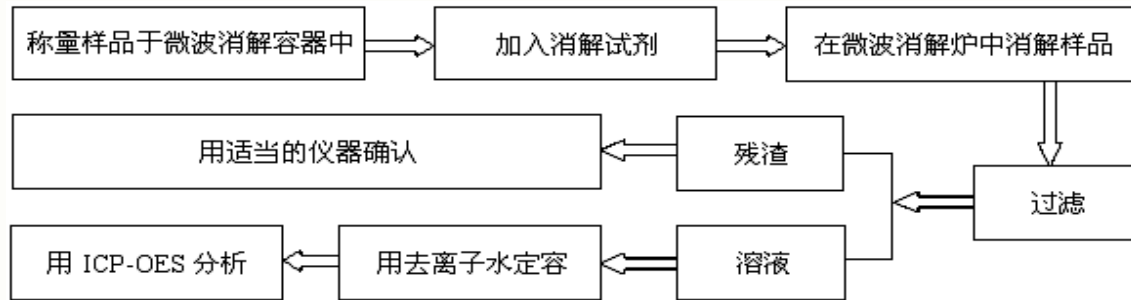 称量样品于微波消解容器中
加入消解试剂
在微波消解炉中消解样品
用适当的仪器确认
残渣
过滤
用 ICP-OES 分析
用去离子水定容
溶液